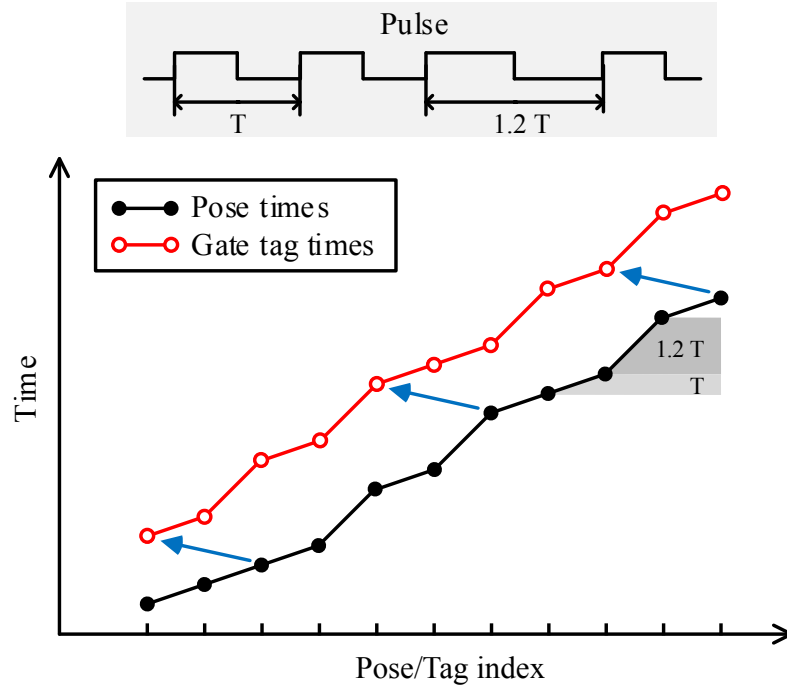 Pulse
T
1.2 T
Pose times
Gate tag times
1.2 T
T
Time
Pose/Tag index